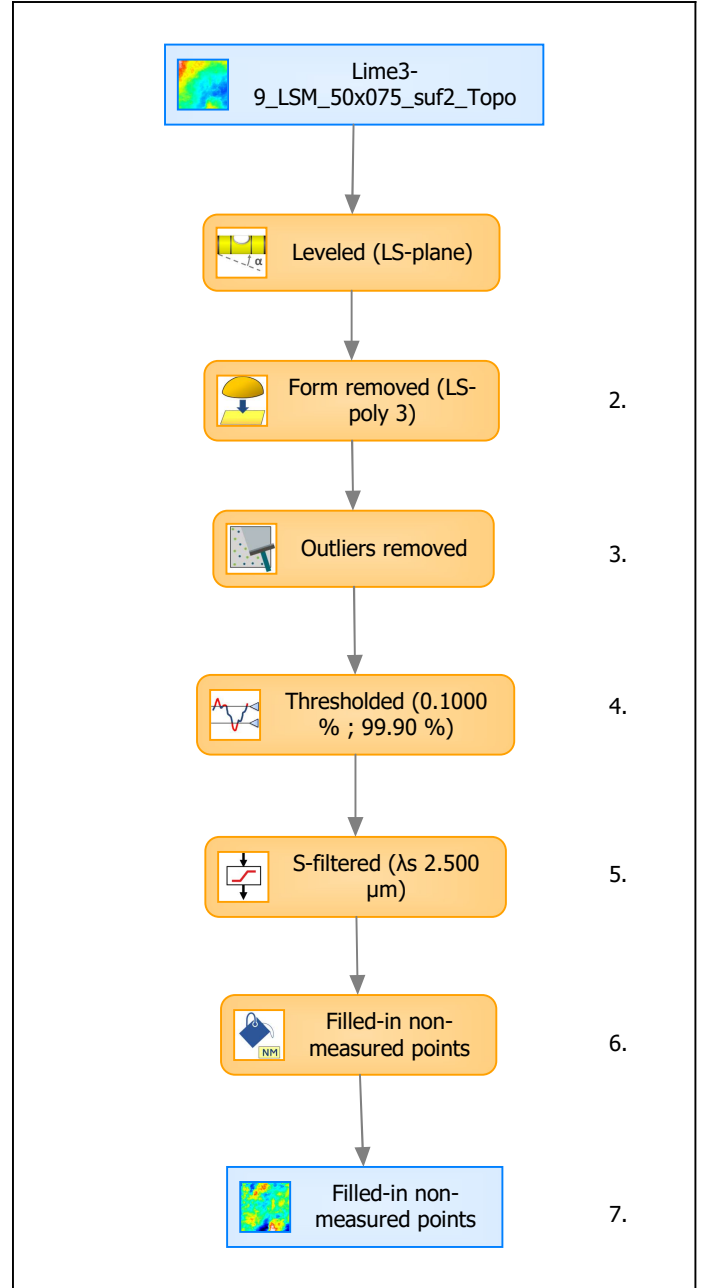 Lime3-
9_LSM_50x075_suf2_Topo
α
Leveled (LS-plane)
Form removed (LS-
poly 3)
2.
Outliers removed
3.
Thresholded (0.1000
% ; 99.90 %)
4.
S-filtered (λs 2.500
µm)
5.
NM
Filled-in non-
measured points
6.
Filled-in non-
measured points
7.